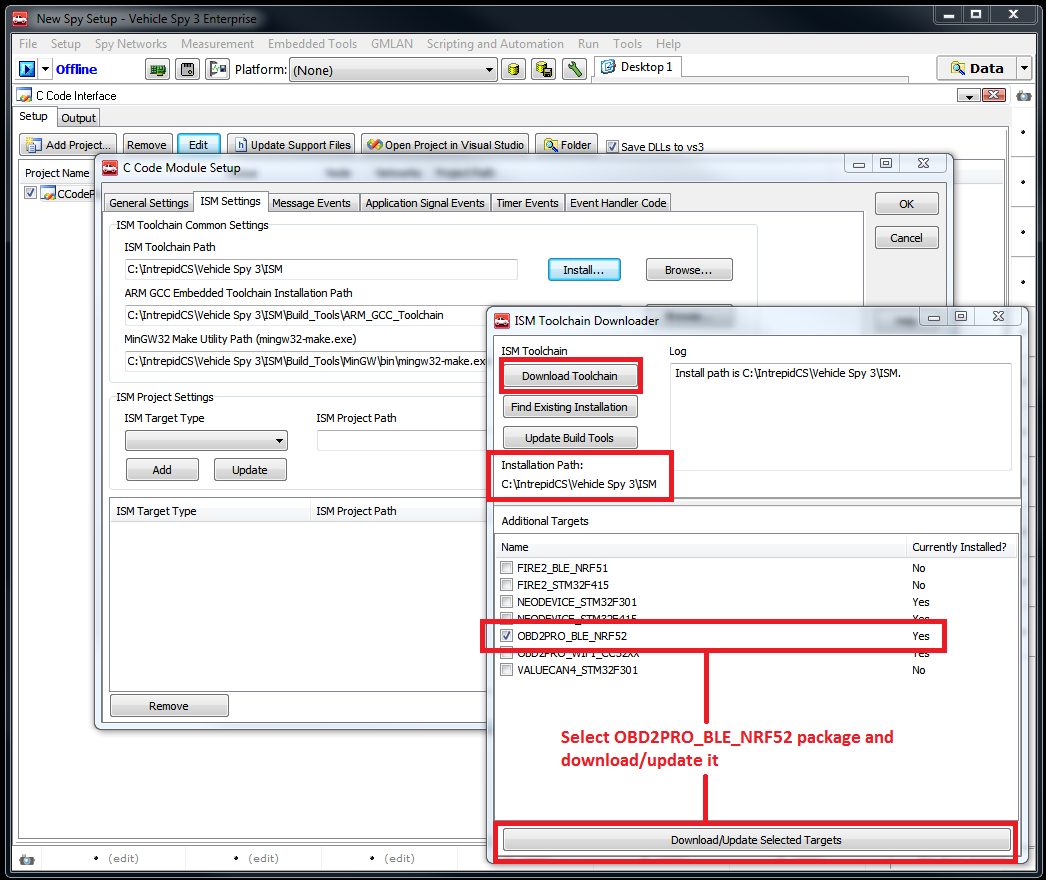 New Spy Setup - Vehicle Spy 3 Enterprise
File Setup Spy Networks Measurement Embedded Tools GMLAN Scripting and Automation Run Tools Help
Offline Platform: (None) Desktop 1 Data
C Code Interface
Setup Output
Add Project... Remove Edit Update Support Files Open Project in Visual Studio Folder Save DLLs to vs3
Project Name
CCodeP
C Code Module Setup
General Settings ISM Settings Message Events Application Signal Events Timer Events Event Handler Code
OK
Cancel
ISM Toolchain Common Settings
ISM Toolchain Path
C:\IntrepidCS\Vehicle Spy 3\ISM Install... Browse...
ARM GCC Embedded Toolchain Installation Path
C:\IntrepidCS\Vehicle Spy 3\ISM\Build_Tools\ARM_GCC_Toolchain
MinGW32 Make Utility Path (mingw32-make.exe)
C:\IntrepidCS\Vehicle Spy 3\ISM\Build_Tools\MinGW\bin\mingw32-make.exe
ISM Project Settings
ISM Target Type ISM Project Path
Add Update
ISM Target Type ISM Project Path
Remove
ISM Toolchain Downloader
ISM Toolchain Log
Download Toolchain Install path is C:\IntrepidCS\Vehicle Spy 3\ISM.
Find Existing Installation
Update Build Tools
Installation Path:
C:\IntrepidCS\Vehicle Spy 3\ISM
Additional Targets
Name Currently Installed?
FIRE2_BLE_NRF51 No
FIRE2_STM32F415 No
NEODEVICE_STM32F301 Yes
NEODEVICE_STM32F415
OBD2PRO_BLE_NRF52 Yes
OBD2PRO_WIFI_CC32XX Yes
VALUECAN4_STM32F301 No
Select OBD2PRO_BLE_NRF52 package and
download/update it
Download/Update Selected Targets
(edit) (edit) (edit)